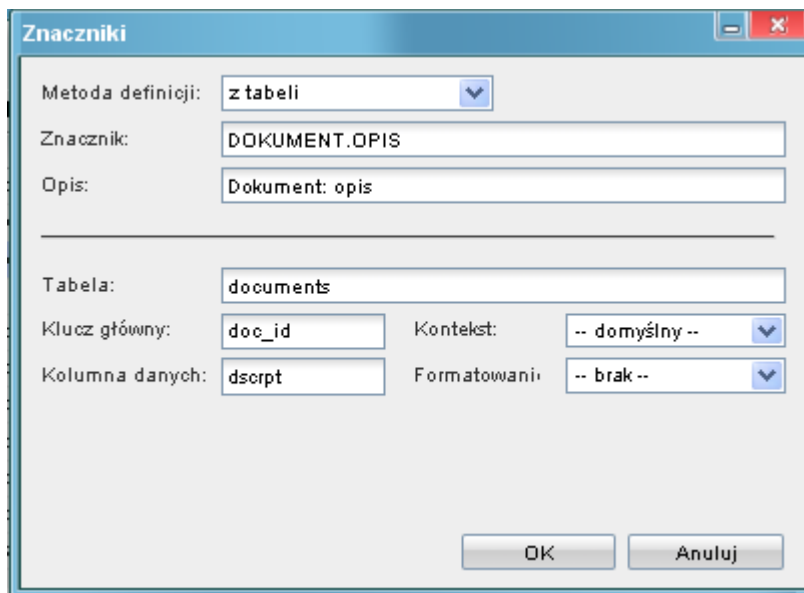 Znaczniki
Metoda definicji: z tabeli
Znacznik: DOKUMENT.OPIS
Opis: Dokument: opis
Tabela: documents
Klucz główny: doc_id Kontekst: -- domyślny --
Kolumna danych: dscrpt Formatowani -- brak --
OK Anuluj